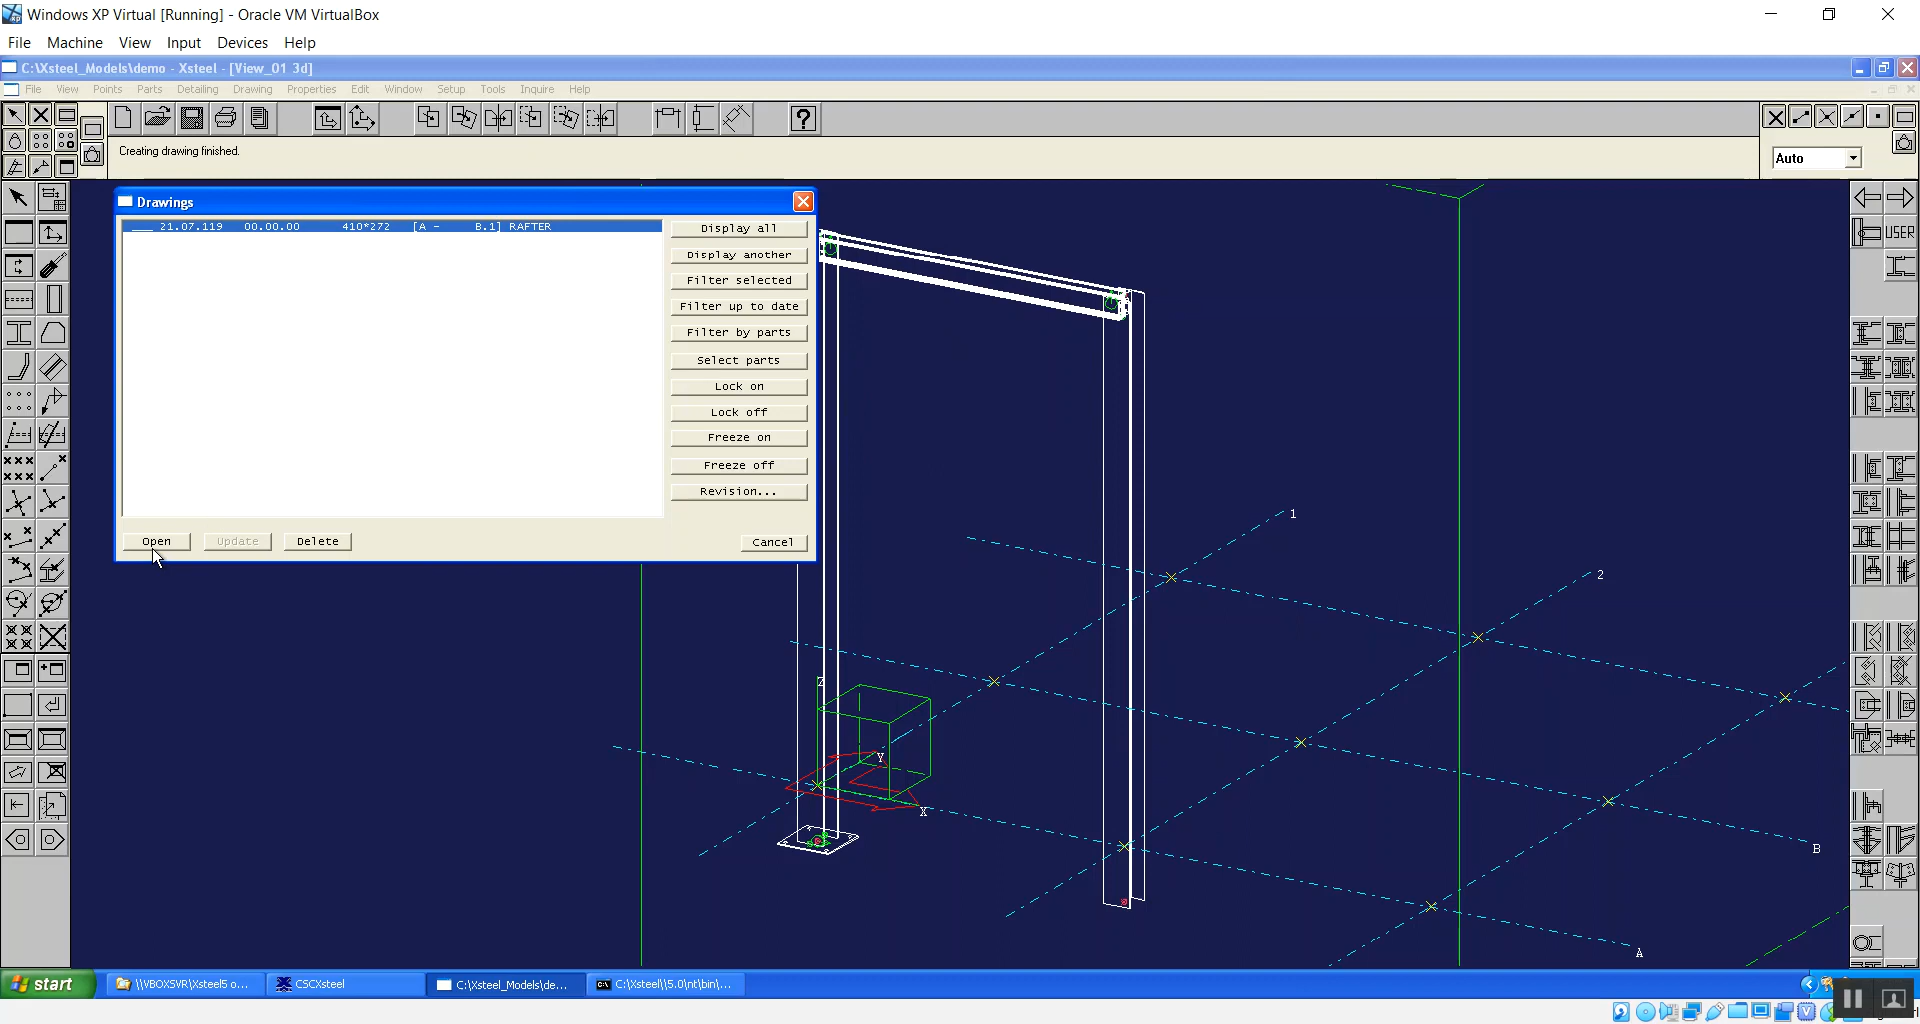 Windows XP Virtual [Running] - Oracle VM VirtualBox
File Machine View Input Devices Help
C:\Xsteel_Models\demo - Xsteel - [View_01 3d]
File View Points Parts Detailing Drawing Properties Edit Window Setup Tools Inquire Help
Creating drawing finished.
Auto
Drawings
___ 21.07.119 00.00.00 410*272 [A - B.1] RAFTER
Display all
Display another
Filter selected
Filter up to date
Filter by parts
Select parts
Lock on
Lock off
Freeze on
Freeze off
Revision...
Open Update Delete Cancel
USER
1
2
Z
Y
X
B
A
start
\\VBOXSVR\Xsteel5 o...
CSCXsteel
C:\Xsteel_Models\de...
C:\Xsteel\\5.0\nt\bin\...